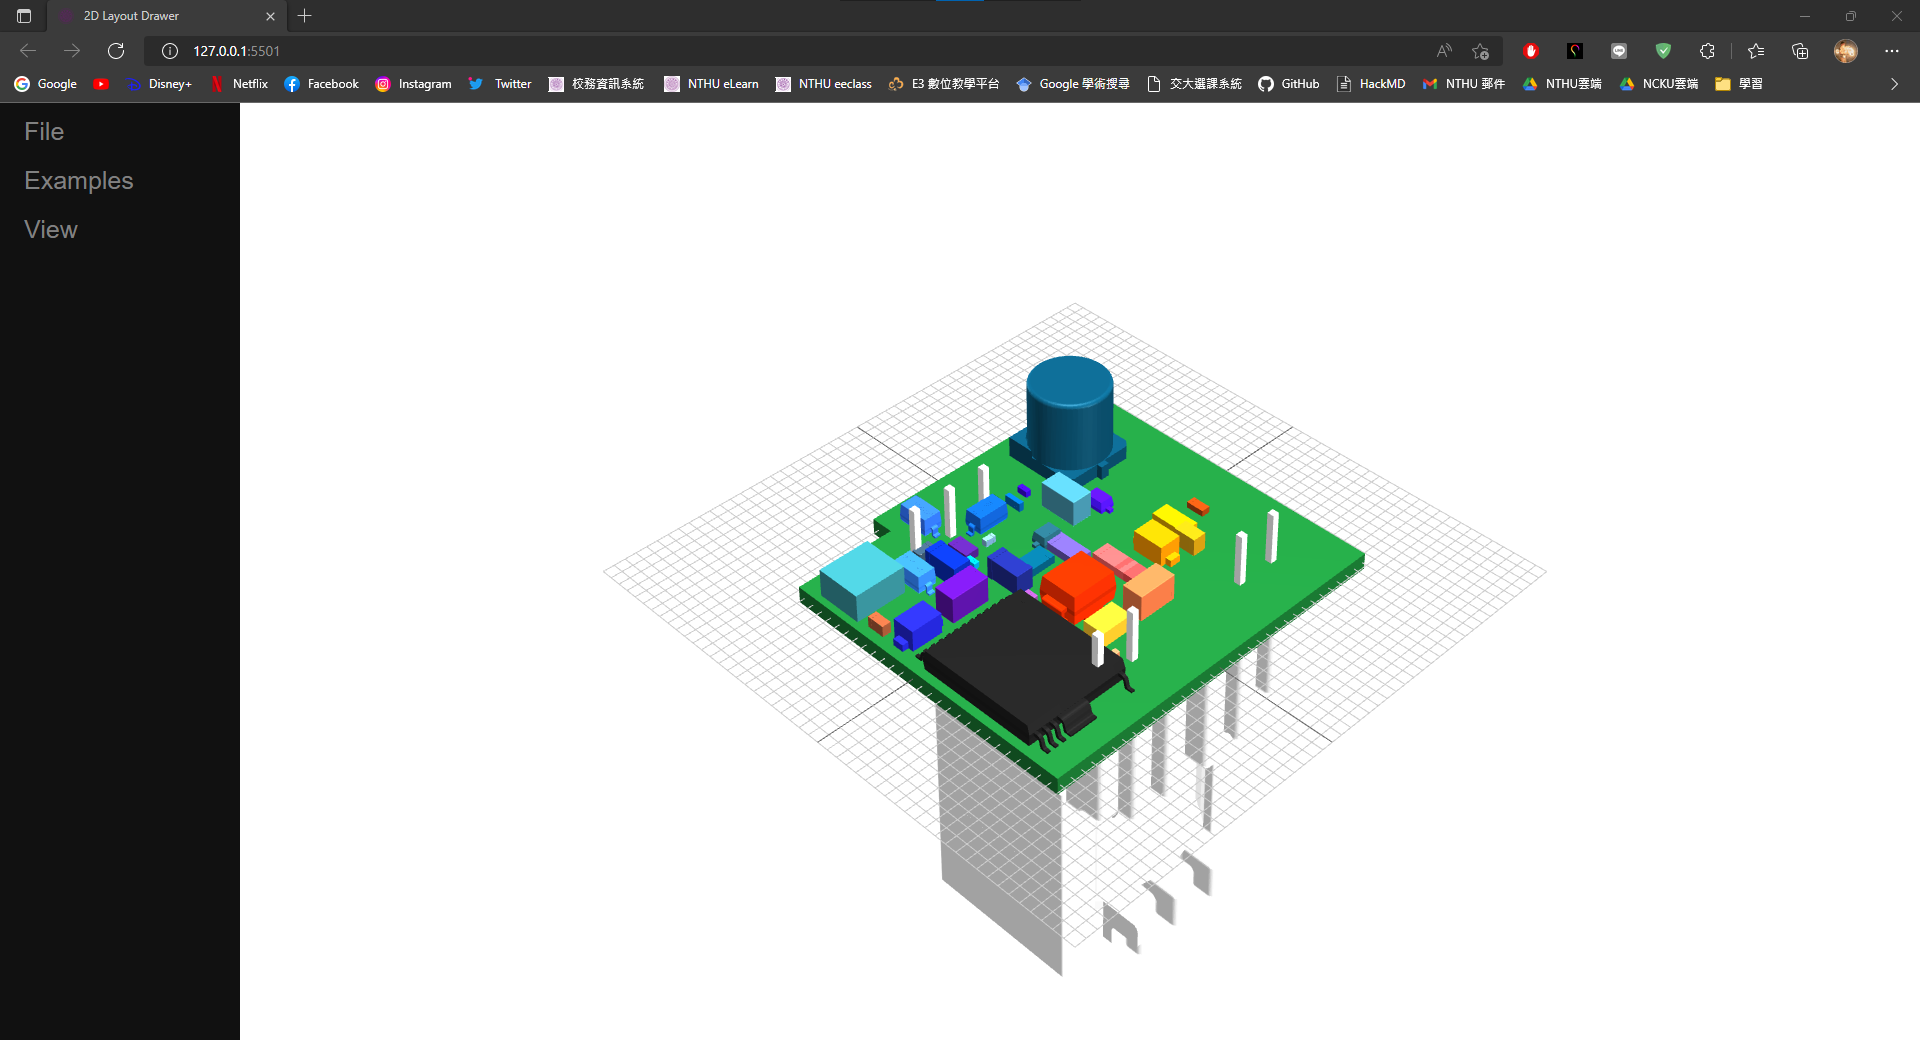 2D Layout Drawer
127.0.0.1:5501
Google Disney+ Netflix Facebook Instagram Twitter 校務資訊系統 NTHU eLearn NTHU eeclass E3 數位教學平台 Google 學術搜尋 交大選課系統 GitHub HackMD NTHU 郵件 NTHU雲端 NCKU雲端 學習
File
Examples
View